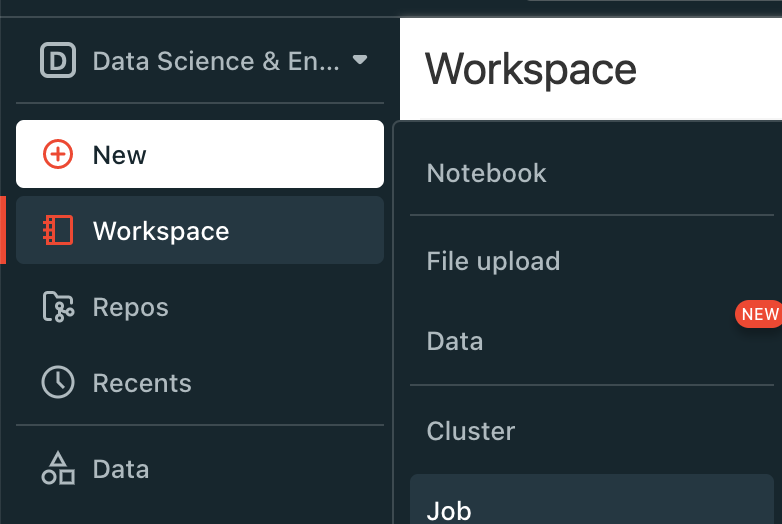 D Data Science & En...
New
Workspace
Repos
Recents
Data
Workspace
Notebook
File upload
NEW
Data
Cluster
Job